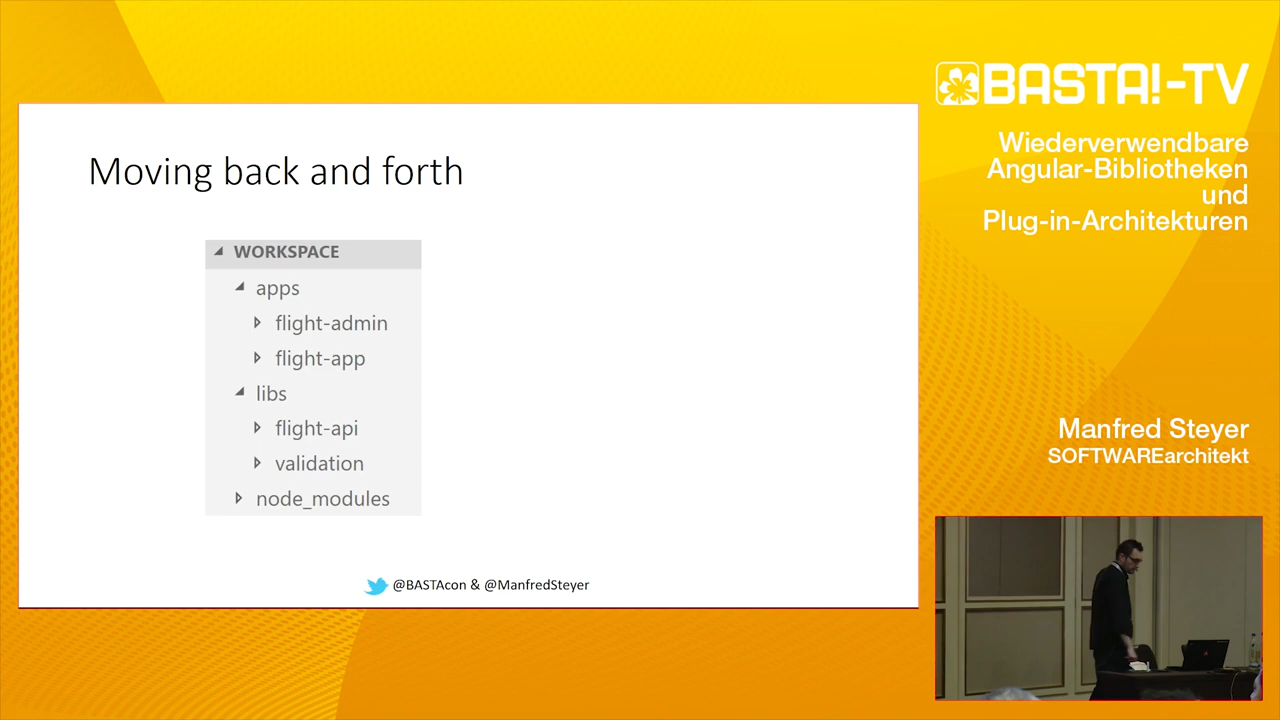 BASTA!-TV
Wiederverwendbare
Angular-Bibliotheken
und
Plug-in-Architekturen
Moving back and forth
WORKSPACE
apps
flight-admin
flight-app
libs
flight-api
validation
node_modules
@BASTAcon & @ManfredSteyer
Manfred Steyer
SOFTWAREarchitekt